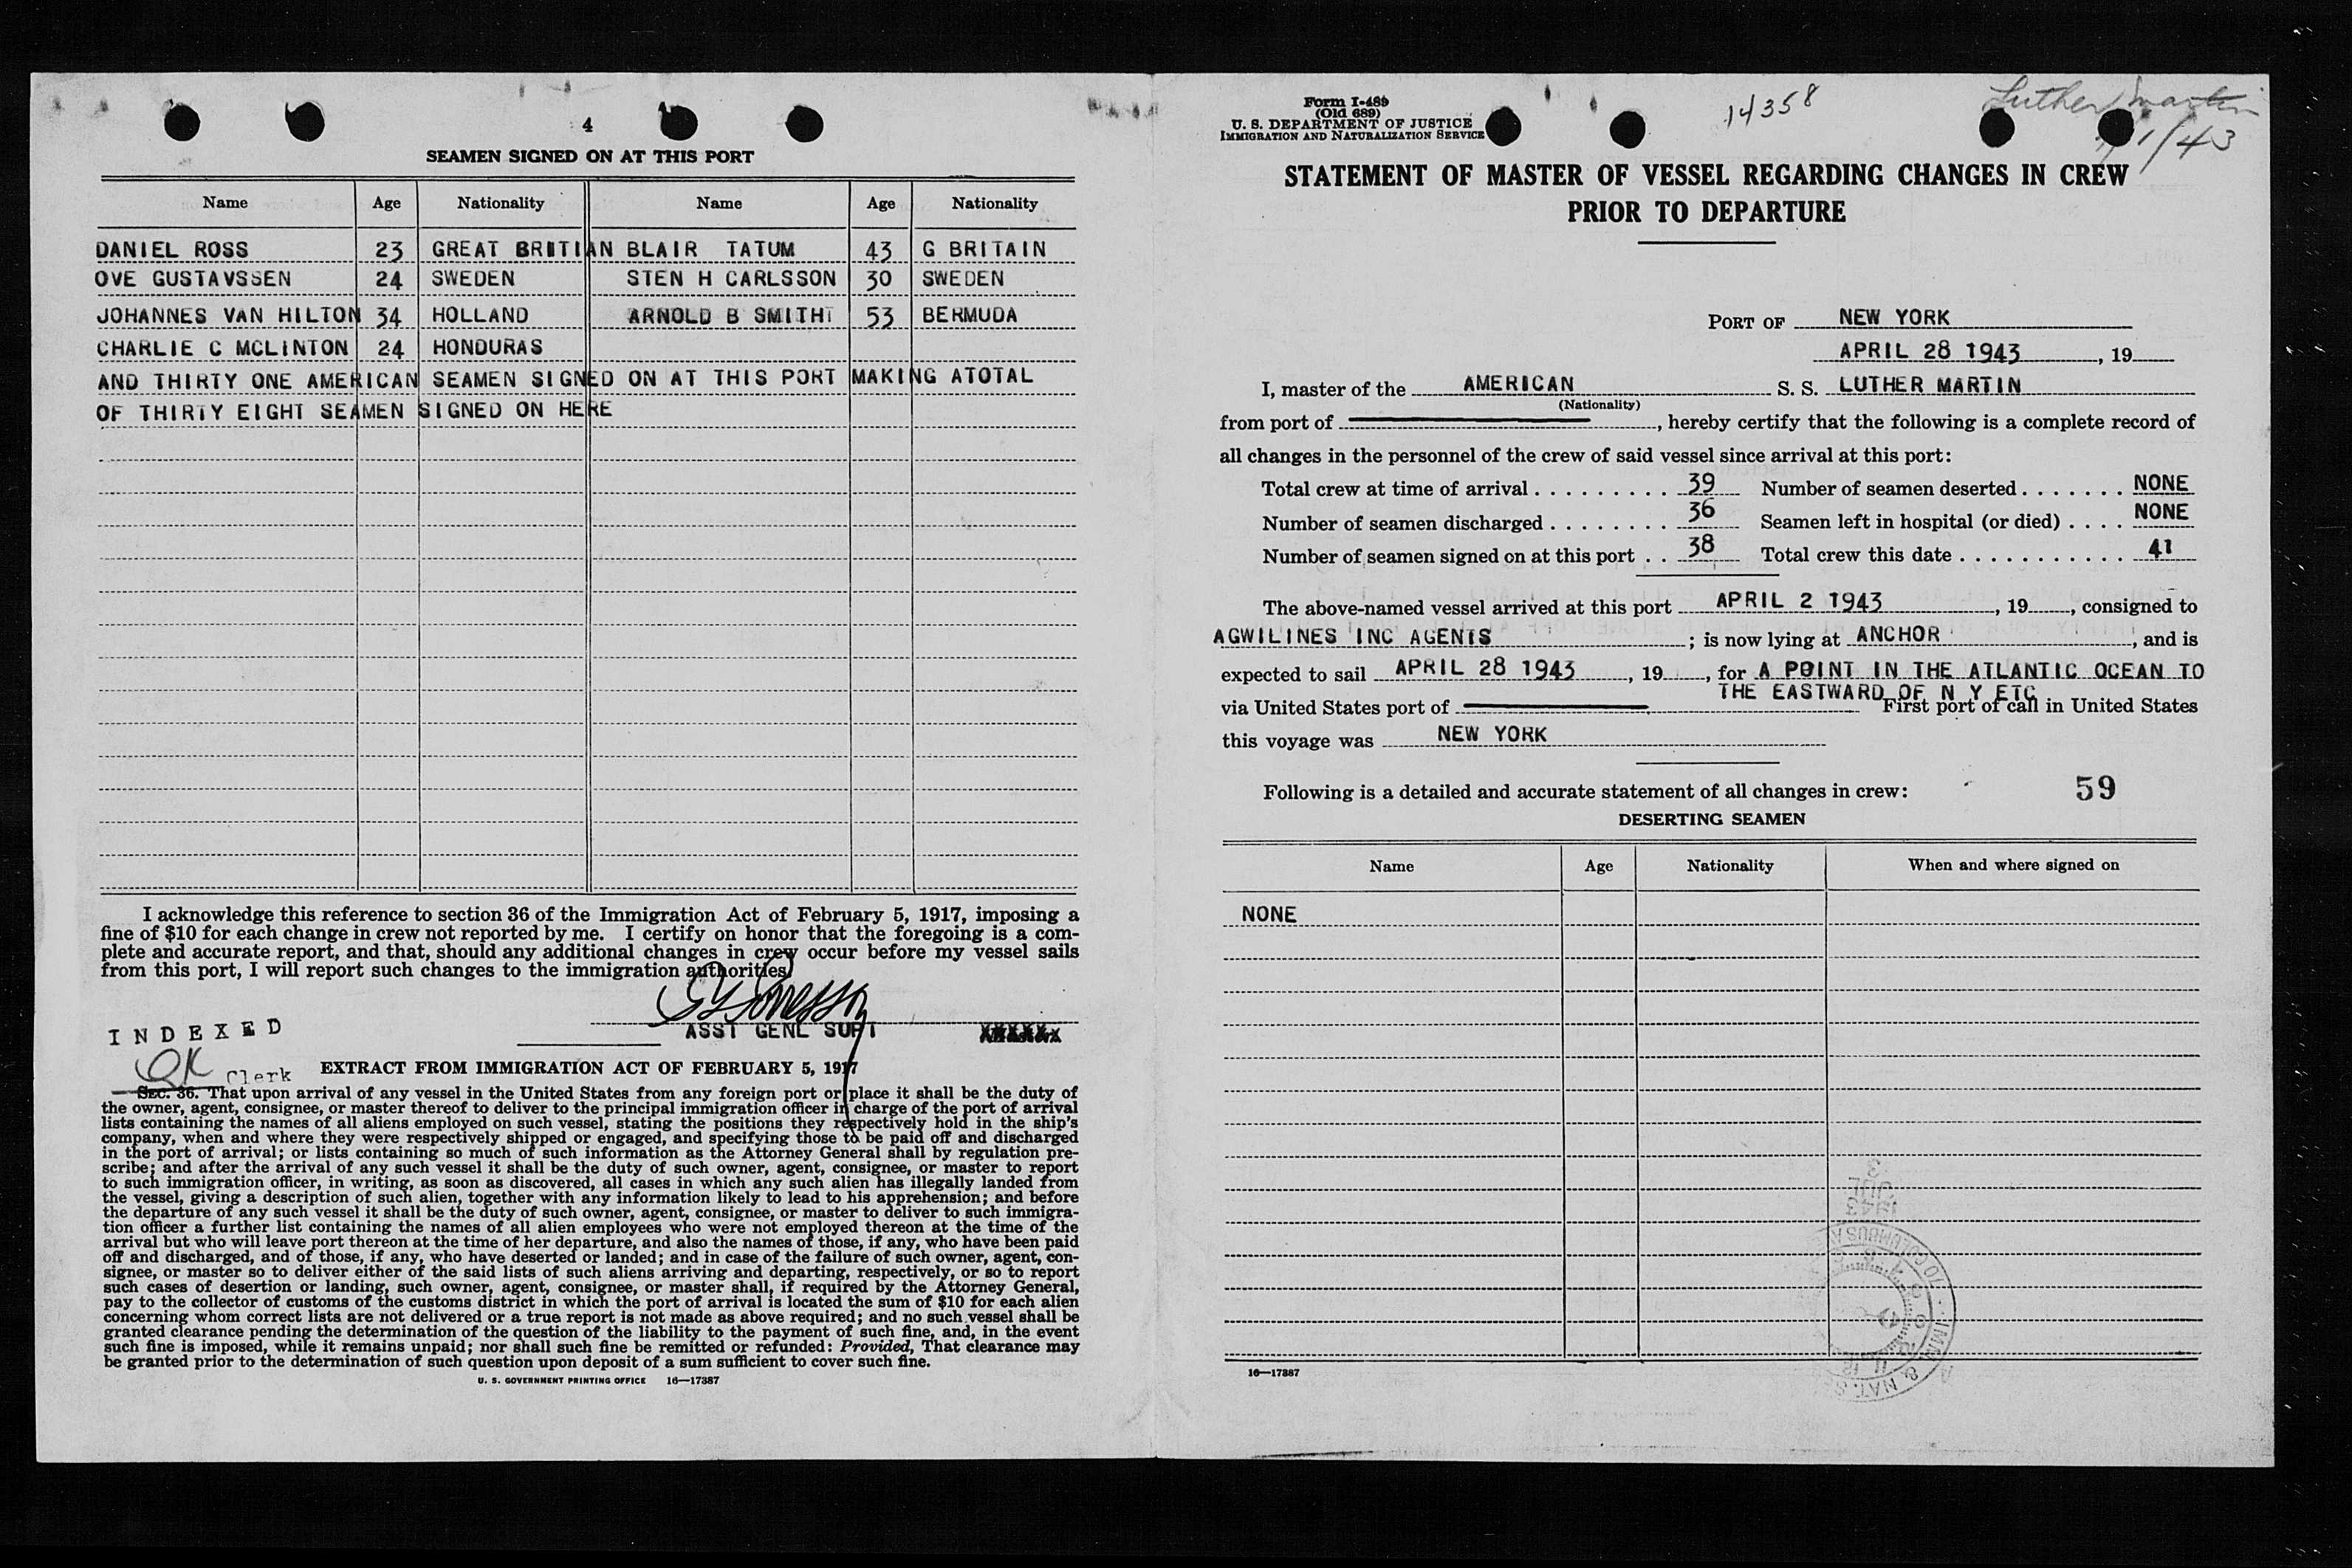 4
SEAMEN SIGNED ON AT THIS PORT
Name Age Nationality Name Age Nationality
DANIEL ROSS 23 GREAT BRITIAN BLAIR TATUM 43 G BRITAIN
OVE GUSTAVSSEN 24 SWEDEN STEN H CARLSSON 30 SWEDEN
JOHANNES VAN HILTON 34 HOLLAND ARNOLD B SMITHT 53 BERMUDA
CHARLIE C MCLINTON 24 HONDURAS
AND THIRTY ONE AMERICAN SEAMEN SIGNED ON AT THIS PORT MAKING ATOTAL
OF THIRTY EIGHT SEAMEN SIGNED ON HERE
I acknowledge this reference to section 36 of the Immigration Act of February 5, 1917, imposing a
fine of $10 for each change in crew not reported by me. I certify on honor that the foregoing is a com-
plete and accurate report, and that, should any additional changes in crew occur before my vessel sails
from this port, I will report such changes to the immigration authorities.
ASST GENL SUPT
INDEXED
OK Clerk
EXTRACT FROM IMMIGRATION ACT OF FEBRUARY 5, 1917
SEC. 36. That upon arrival of any vessel in the United States from any foreign port or place it shall be the duty of
the owner, agent, consignee, or master thereof to deliver to the principal immigration officer in charge of the port of arrival
lists containing the names of all aliens employed on such vessel, stating the positions they respectively hold in the ship's
company, when and where they were respectively shipped or engaged, and specifying those to be paid off and discharged
in the port of arrival; or lists containing so much of such information as the Attorney General shall by regulation pre-
scribe; and after the arrival of any such vessel it shall be the duty of such owner, agent, consignee, or master to report
to such immigration officer, in writing, as soon as discovered, all cases in which any such alien has illegally landed from
the vessel, giving a description of such alien, together with any information likely to lead to his apprehension; and before
the departure of any such vessel it shall be the duty of such owner, agent, consignee, or master to deliver to such immigra-
tion officer a further list containing the names of all alien employees who were not employed thereon at the time of the
arrival but who will leave port thereon at the time of her departure, and also the names of those, if any, who have been paid
off and discharged, and of those, if any, who have deserted or landed; and in case of the failure of such owner, agent, con-
signee, or master so to deliver either of the said lists of such aliens arriving and departing, respectively, or so to report
such cases of desertion or landing, such owner, agent, consignee, or master shall, if required by the Attorney General,
pay to the collector of customs of the customs district in which the port of arrival is located the sum of $10 for each alien
concerning whom correct lists are not delivered or a true report is not made as above required; and no such vessel shall be
granted clearance pending the determination of the question of the liability to the payment of such fine, and, in the event
such fine is imposed, while it remains unpaid; nor shall such fine be remitted or refunded: Provided, That clearance may
be granted prior to the determination of such question upon deposit of a sum sufficient to cover such fine.
U. S. GOVERNMENT PRINTING OFFICE 16—17387
Form I-489
(Old 689)
U. S. DEPARTMENT OF JUSTICE
IMMIGRATION AND NATURALIZATION SERVICE
14358
Luther Martin
1/43
STATEMENT OF MASTER OF VESSEL REGARDING CHANGES IN CREW
PRIOR TO DEPARTURE
PORT OF NEW YORK
APRIL 28 1943, 19
I, master of the AMERICAN S. S. LUTHER MARTIN
(Nationality)
from port of , hereby certify that the following is a complete record of
all changes in the personnel of the crew of said vessel since arrival at this port:
Total crew at time of arrival . . . . . . . . . 39 Number of seamen deserted . . . . . . . NONE
Number of seamen discharged . . . . . . . . 36 Seamen left in hospital (or died) . . . . NONE
Number of seamen signed on at this port . . 38 Total crew this date . . . . . . . . . . . 41
The above-named vessel arrived at this port APRIL 2 1943, 19, consigned to
AGWILINES INC AGENTS; is now lying at ANCHOR, and is
expected to sail APRIL 28 1943, 19, for A POINT IN THE ATLANTIC OCEAN TO
THE EASTWARD OF N Y ETC
via United States port of First port of call in United States
this voyage was NEW YORK
Following is a detailed and accurate statement of all changes in crew: 59
DESERTING SEAMEN
Name Age Nationality When and where signed on
NONE
3
JUL
1943
16—17387